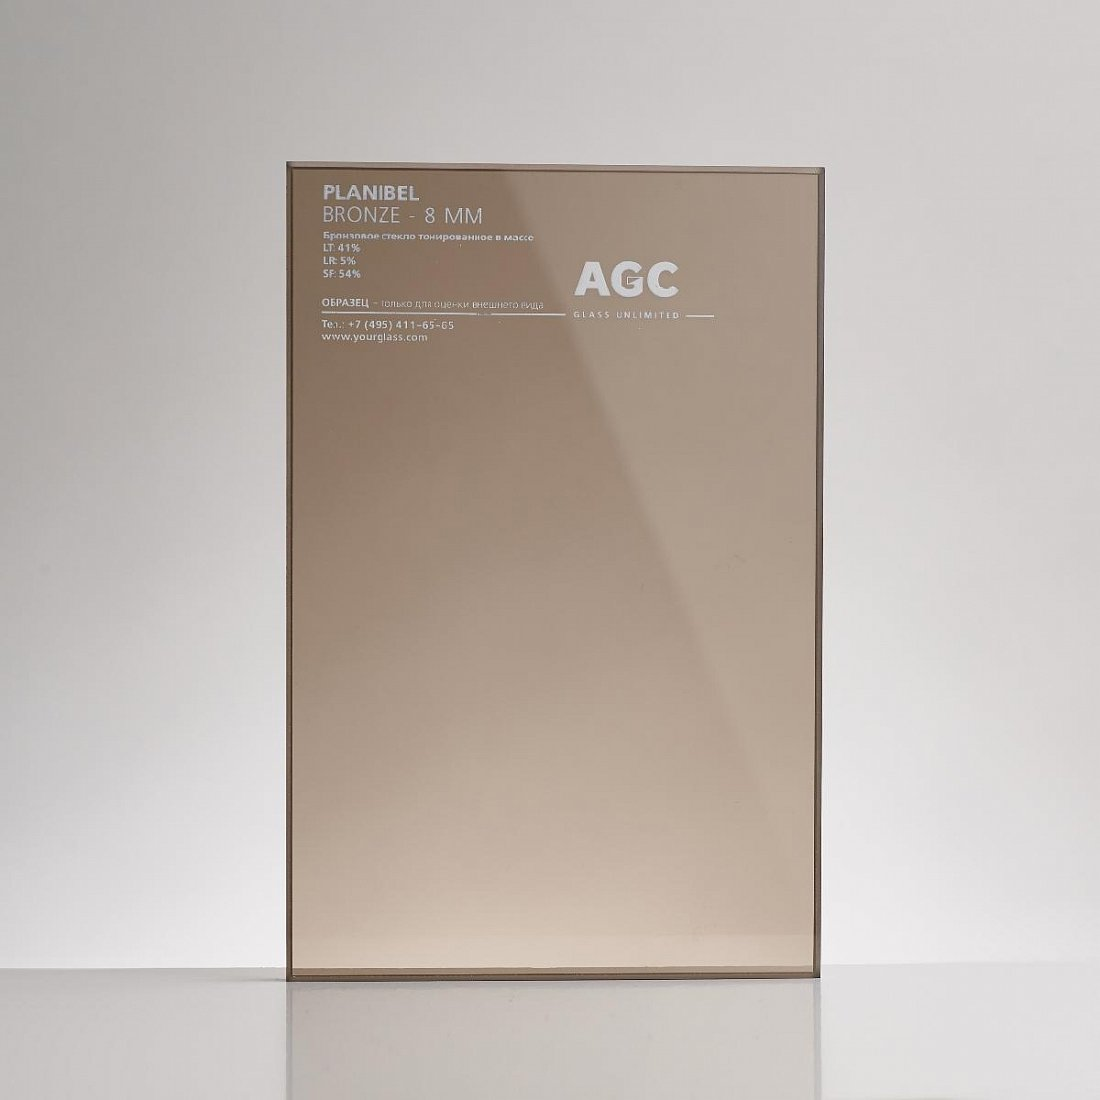 PLANIBEL
BRONZE - 8 MM
Бронзовое стекло тонированное в массе
LT: 41%
LR: 5%
SF: 54%
AGC
GLASS UNLIMITED
ОБРАЗЕЦ – только для оценки внешнего вида
Тел.: +7 (495) 411-65-65
www.yourglass.com